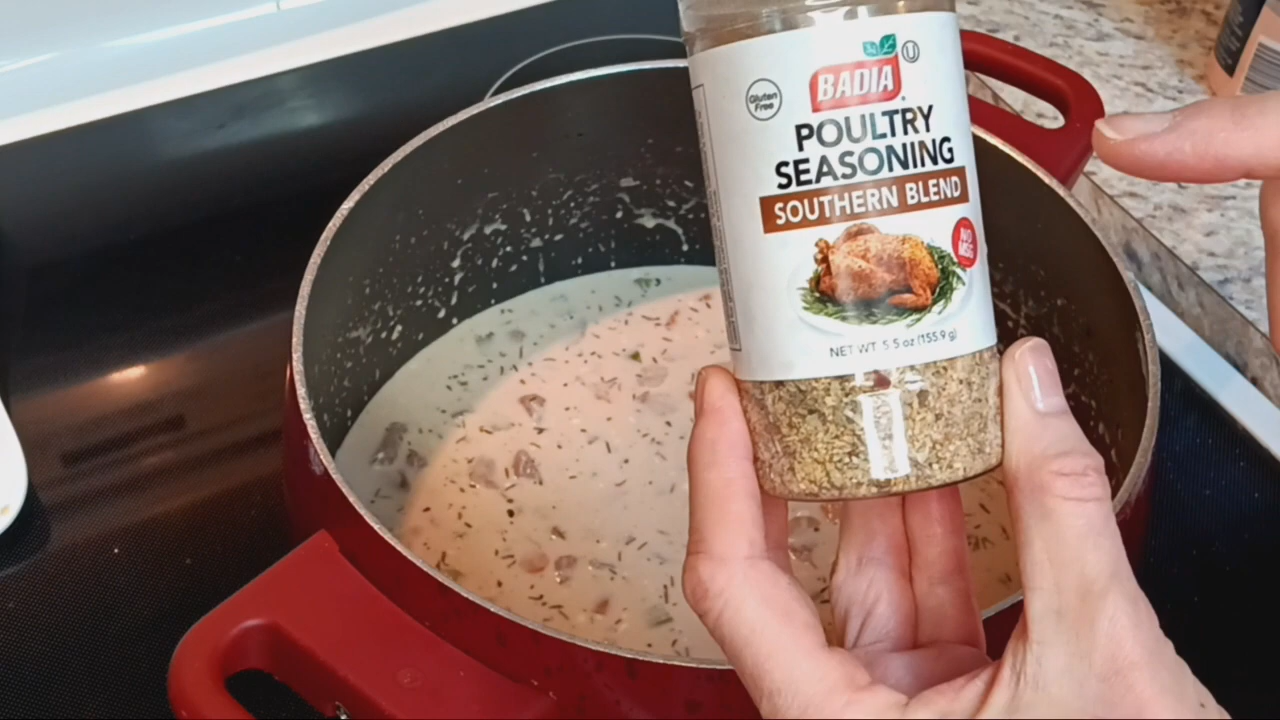 BADIA
U
Gluten
Free
POULTRY
SEASONING
SOUTHERN BLEND
NO
MSG
NET WT 5.5 oz (155.9 g)